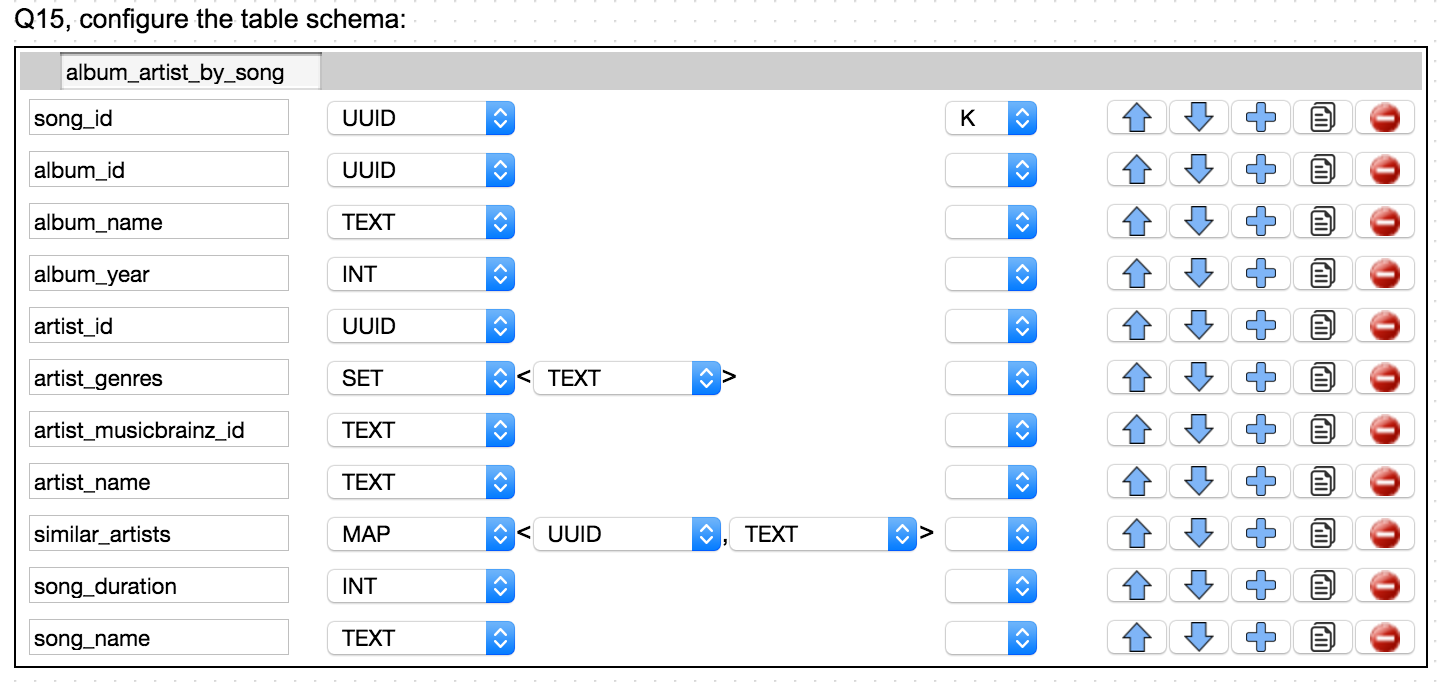 Q15, configure the table schema:
album_artist_by_song
song_id UUID K
album_id UUID
album_name TEXT
album_year INT
artist_id UUID
artist_genres SET < TEXT >
artist_musicbrainz_id TEXT
artist_name TEXT
similar_artists MAP < UUID , TEXT >
song_duration INT
song_name TEXT